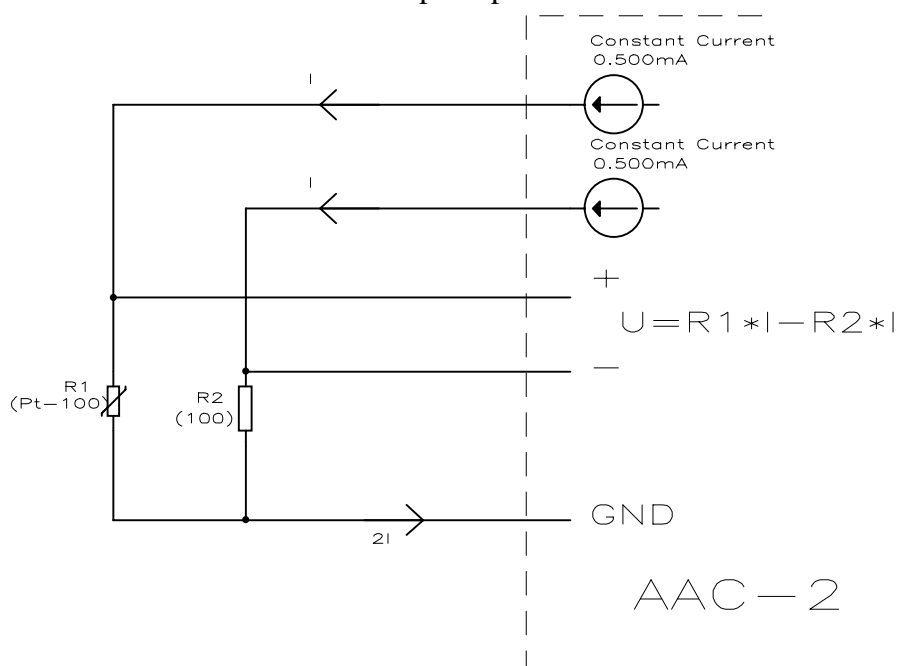 Constant Current
0.500mA
I
Constant Current
0.500mA
I
+
U=R1*I-R2*I
-
R1
(Pt-100)
R2
(100)
GND
2I
AAC-2